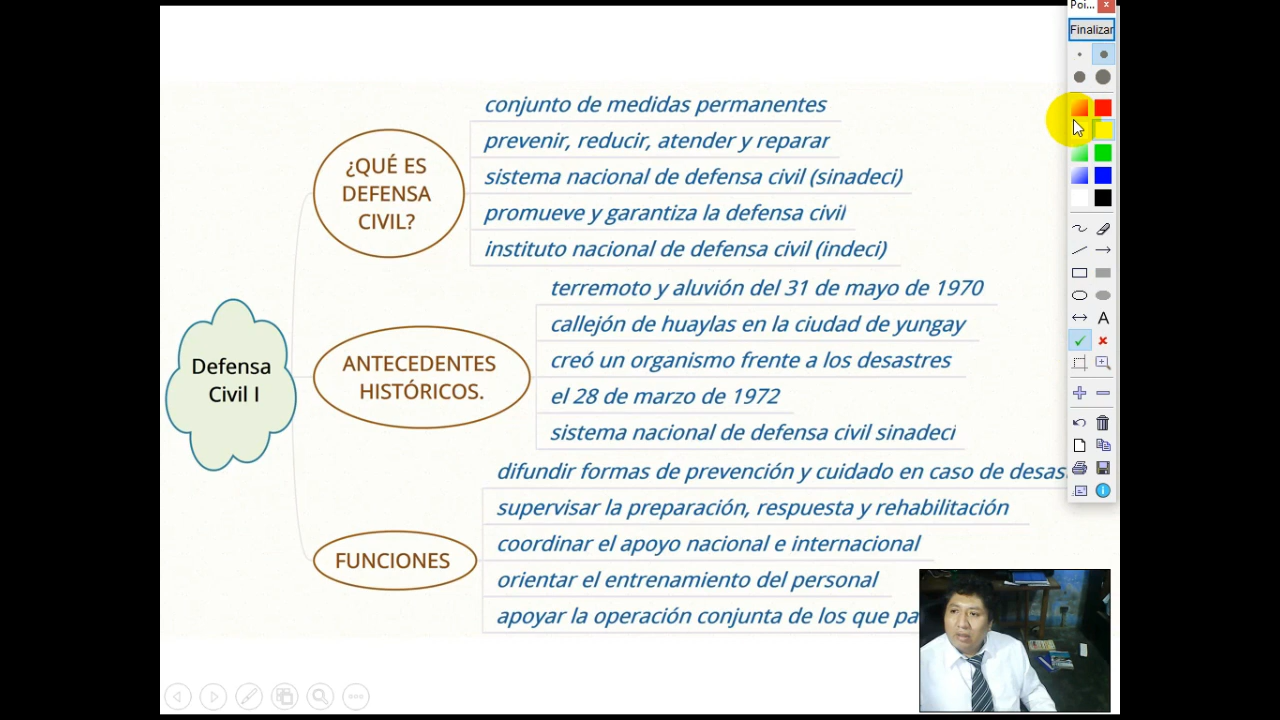 Poi...
Finalizar
conjunto de medidas permanentes
¿QUÉ ES
DEFENSA
CIVIL?
prevenir, reducir, atender y reparar
sistema nacional de defensa civil (sinadeci)
promueve y garantiza la defensa civil
instituto nacional de defensa civil (indeci)
Defensa
Civil I
ANTECEDENTES
HISTÓRICOS.
terremoto y aluvión del 31 de mayo de 1970
callejón de huaylas en la ciudad de yungay
creó un organismo frente a los desastres
el 28 de marzo de 1972
sistema nacional de defensa civil sinadeci
FUNCIONES
difundir formas de prevención y cuidado en caso de desas
supervisar la preparación, respuesta y rehabilitación
coordinar el apoyo nacional e internacional
orientar el entrenamiento del personal
apoyar la operación conjunta de los que pa